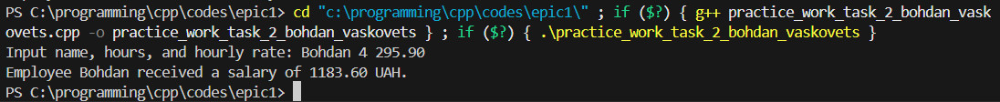 PS C:\programming\cpp\codes\epic1> cd "c:\programming\cpp\codes\epic1\" ; if ($?) { g++ practice_work_task_2_bohdan_vask
ovets.cpp -o practice_work_task_2_bohdan_vaskovets } ; if ($?) { .\practice_work_task_2_bohdan_vaskovets }
Input name, hours, and hourly rate: Bohdan 4 295.90
Employee Bohdan received a salary of 1183.60 UAH.
PS C:\programming\cpp\codes\epic1>